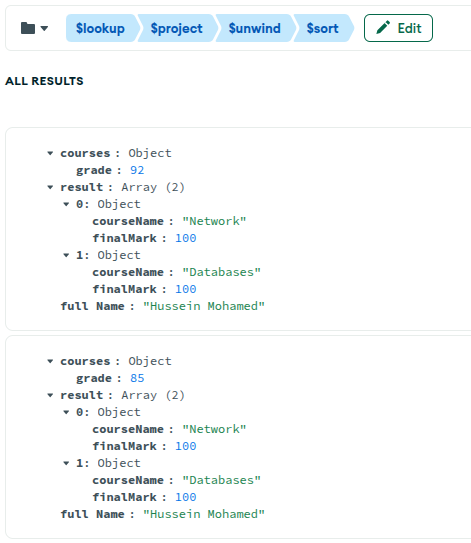 $lookup $project $unwind $sort Edit
ALL RESULTS
courses : Object
grade : 92
result : Array (2)
0: Object
courseName : "Network"
finalMark : 100
1: Object
courseName : "Databases"
finalMark : 100
full Name : "Hussein Mohamed"
courses : Object
grade : 85
result : Array (2)
0: Object
courseName : "Network"
finalMark : 100
1: Object
courseName : "Databases"
finalMark : 100
full Name : "Hussein Mohamed"